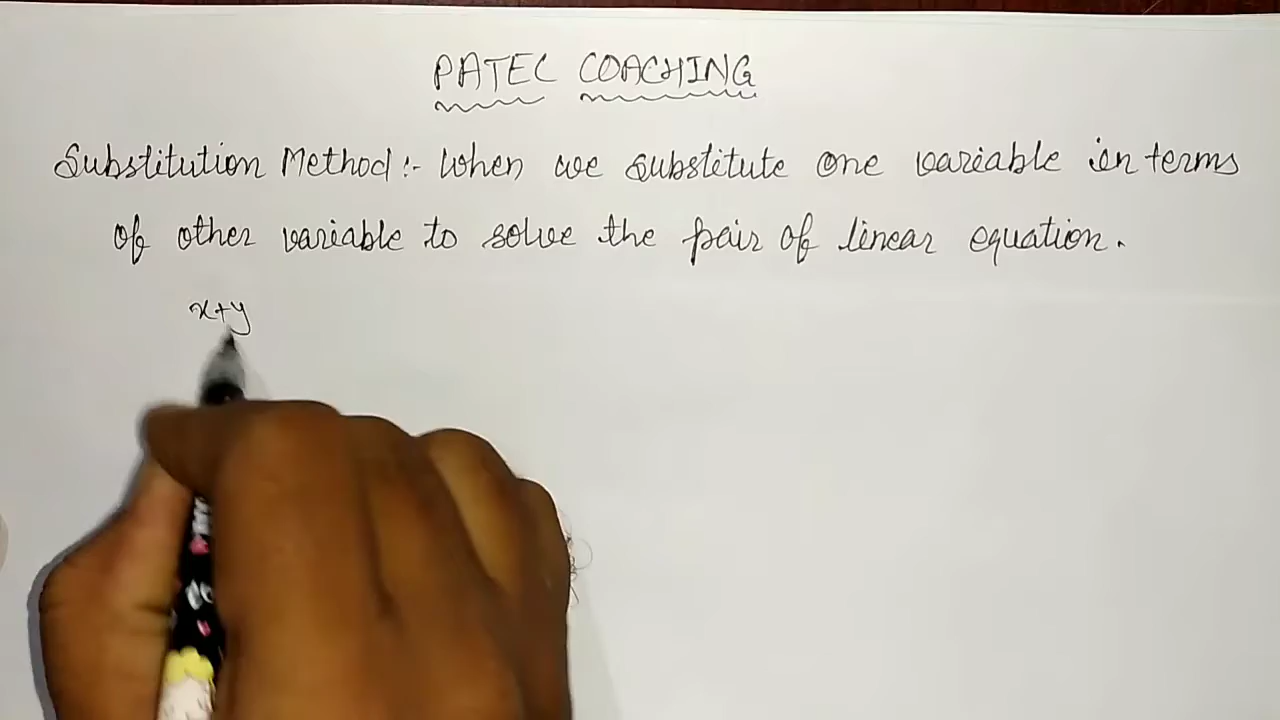 PATEL COACHING
Substitution Method :- When we substitute one variable in terms
of other variable to solve the pair of linear equation.
x+y